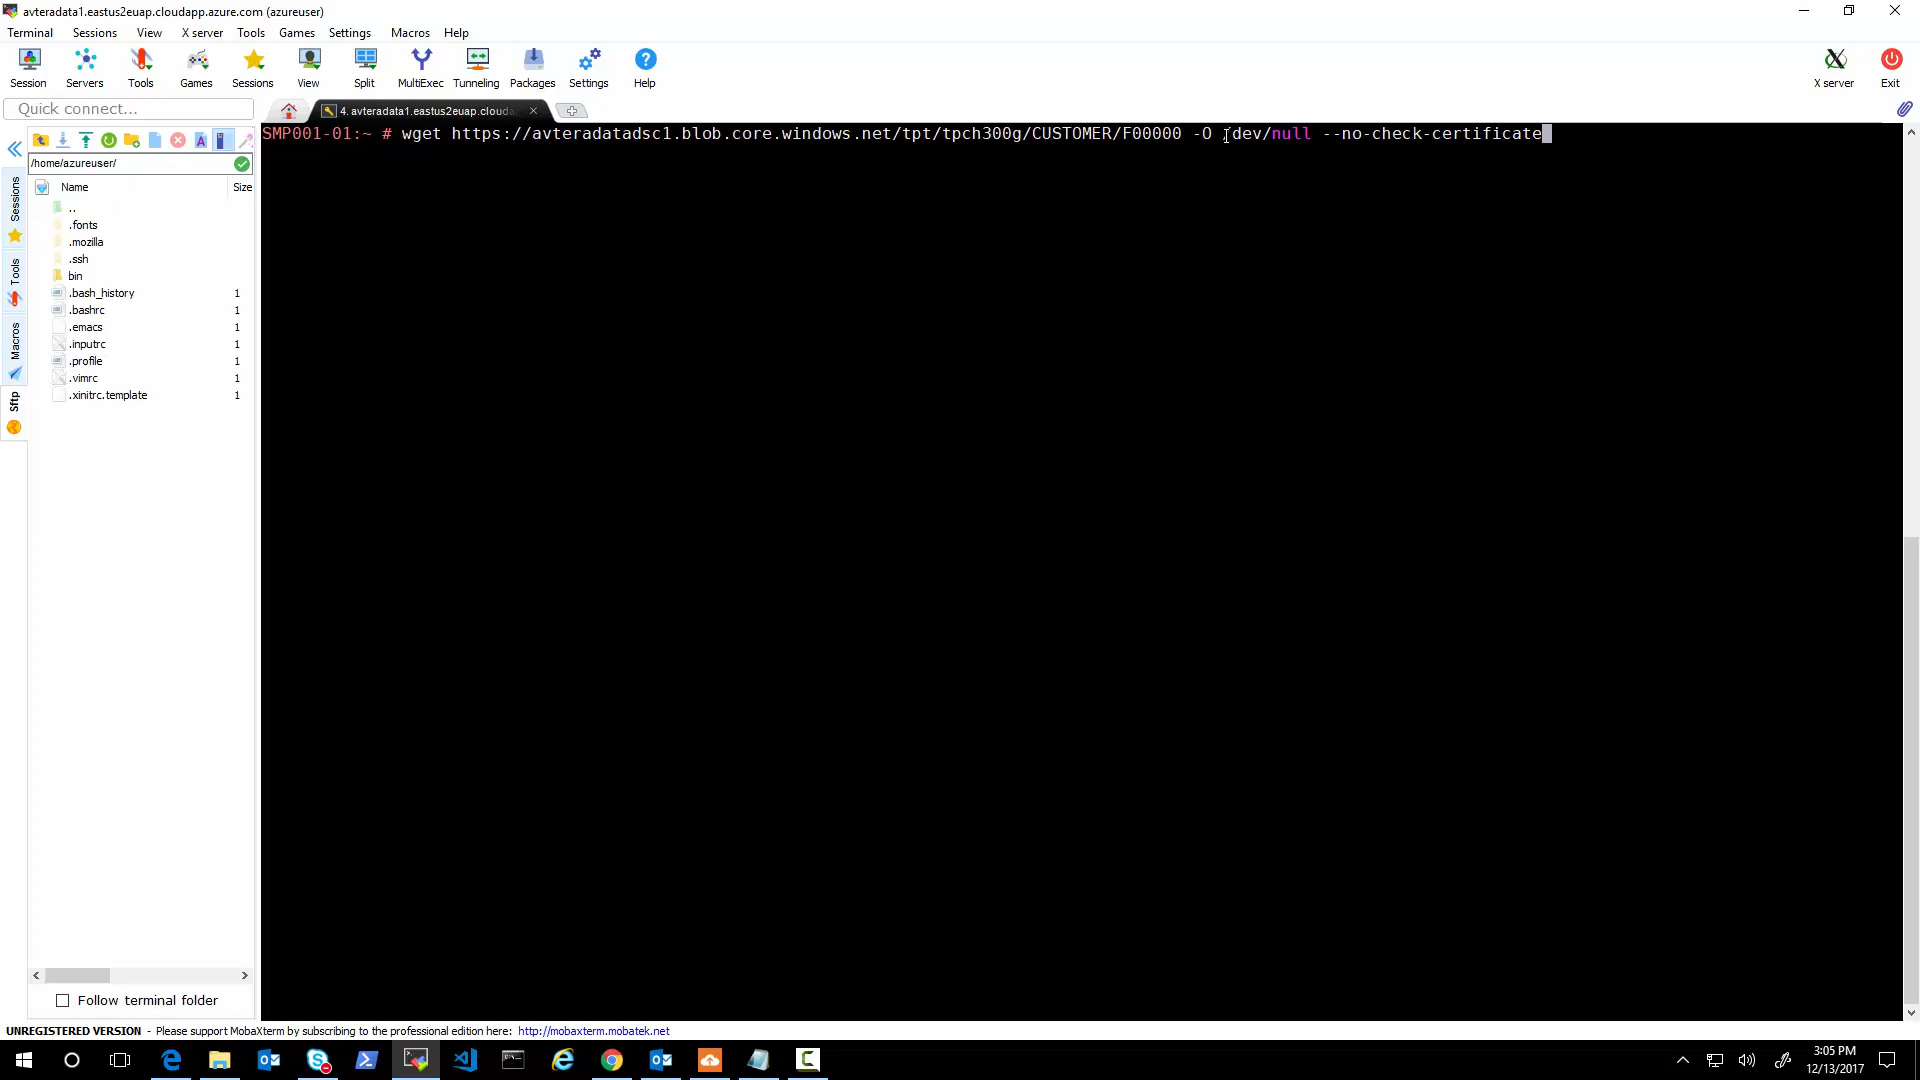 avteradata1.eastus2euap.cloudapp.azure.com (azureuser)
Terminal Sessions View X server Tools Games Settings Macros Help
Session Servers Tools Games Sessions View Split MultiExec Tunneling Packages Settings Help X server Exit
Quick connect...
4. avteradata1.eastus2euap.clouda
SMP001-01:~ # wget https://avteradatadsc1.blob.core.windows.net/tpt/tpch300g/CUSTOMER/F00000 -O /dev/null --no-check-certificate
/home/azureuser/
Name Size
..
.fonts
.mozilla
.ssh
bin
.bash_history 1
.bashrc 1
.emacs 1
.inputrc 1
.profile 1
.vimrc 1
.xinitrc.template 1
Sessions
Tools
Macros
Sftp
Follow terminal folder
UNREGISTERED VERSION - Please support MobaXterm by subscribing to the professional edition here: http://mobaxterm.mobatek.net
3:05 PM
12/13/2017